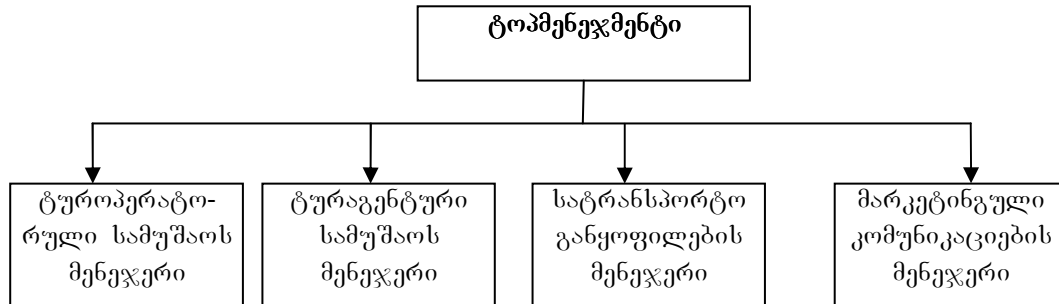 ტოპმენეჯმენტი
ტუროპერატო-
რული სამუშაოს
მენეჯერი
ტურაგენტური
სამუშაოს
მენეჯერი
სატრანსპორტო
განყოფილების
მენეჯერი
მარკეტინგული
კომუნიკაციების
მენეჯერი